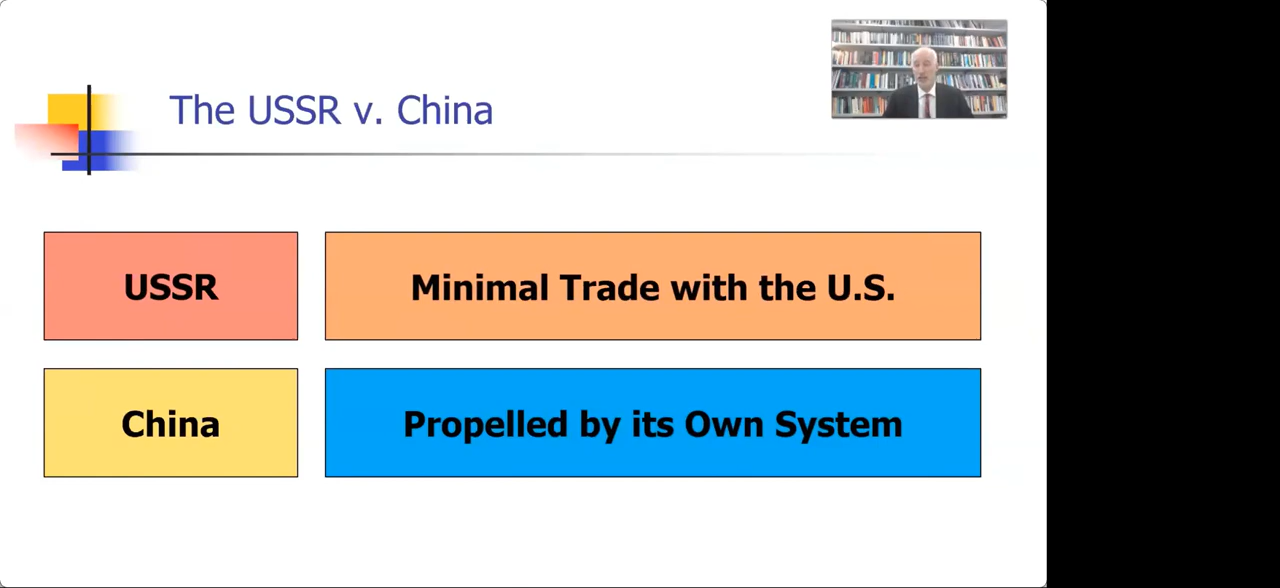 The USSR v. China
USSR
Minimal Trade with the U.S.
China
Propelled by its Own System